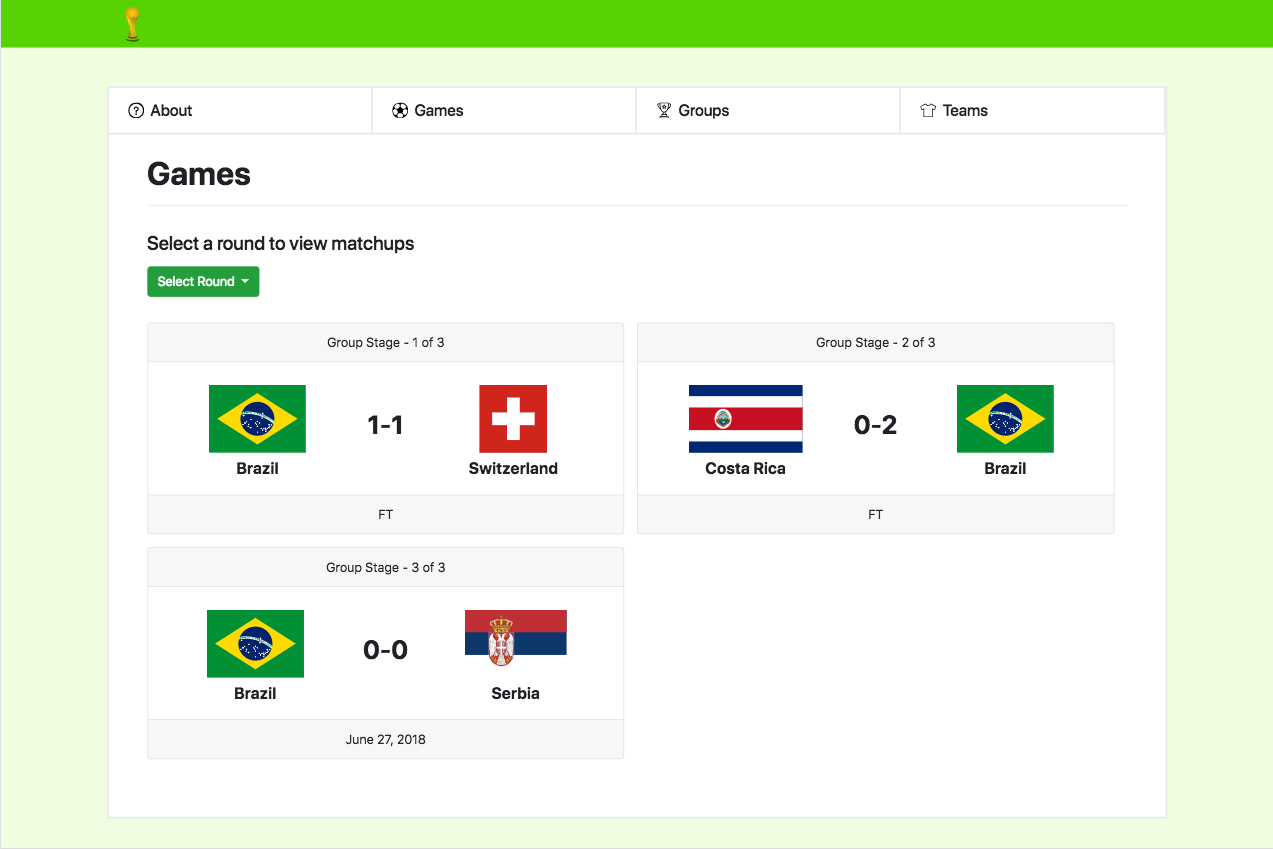 About
Games
Groups
Teams
Games
Select a round to view matchups
Select Round
Group Stage - 1 of 3
1-1
Brazil
Switzerland
FT
Group Stage - 2 of 3
0-2
Costa Rica
Brazil
FT
Group Stage - 3 of 3
0-0
Brazil
Serbia
June 27, 2018